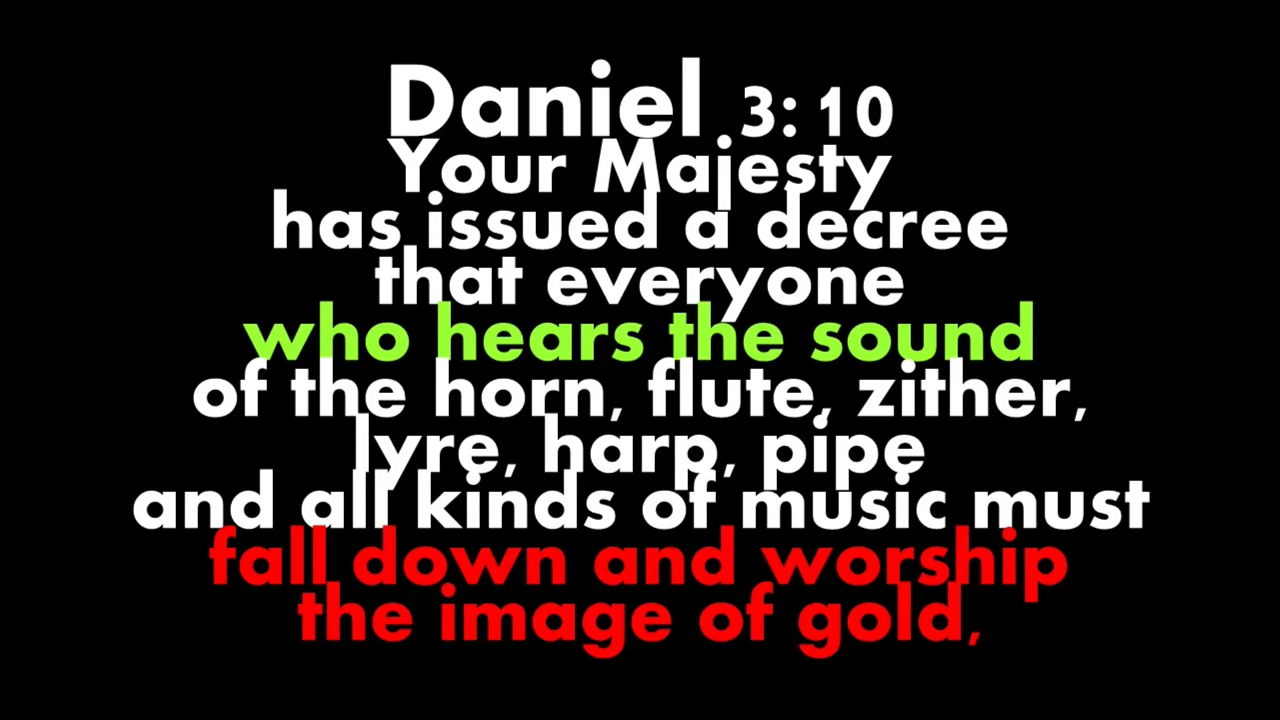 Daniel 3:10
Your Majesty
has issued a decree
that everyone
who hears the sound
of the horn, flute, zither,
lyre, harp, pipe
and all kinds of music must
fall down and worship
the image of gold,